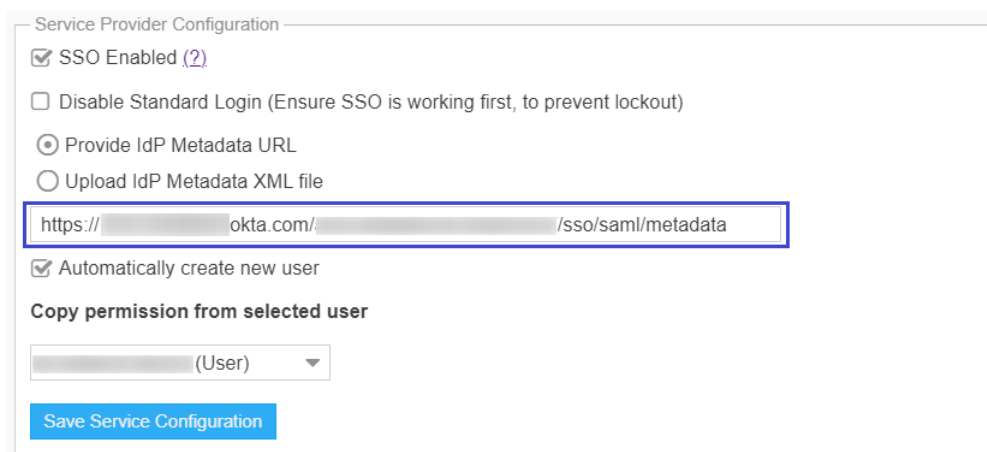 Service Provider Configuration
SSO Enabled (?)
Disable Standard Login (Ensure SSO is working first, to prevent lockout)
Provide IdP Metadata URL
Upload IdP Metadata XML file
https:// okta.com/ /sso/saml/metadata
Automatically create new user
Copy permission from selected user
(User)
Save Service Configuration